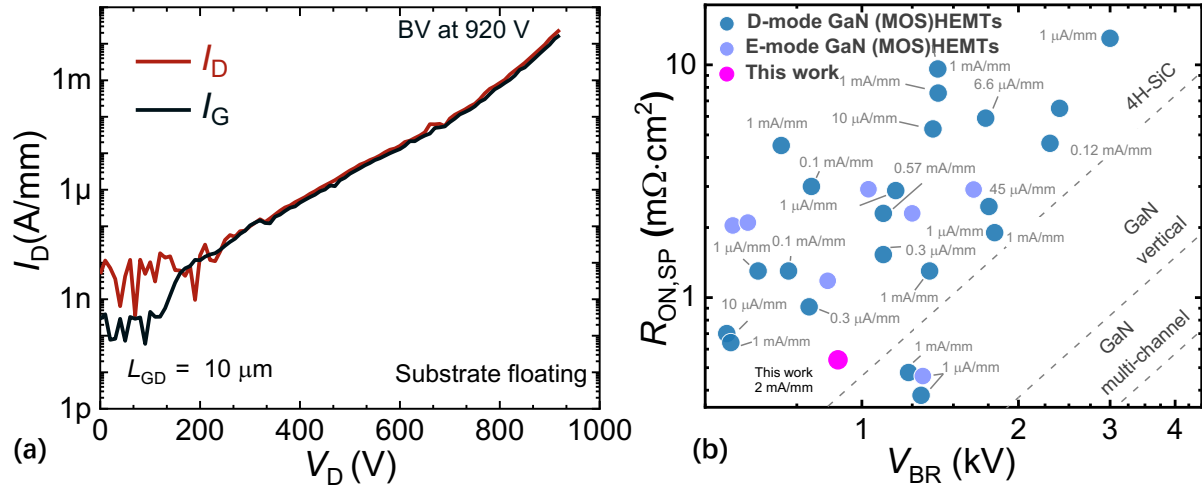 BV at 920 V
I_D
I_G
L_GD = 10 μm
Substrate floating
I_D(A/mm)
1m
1μ
1n
1p
0 200 400 600 800 1000
V_D (V)
(a)
D-mode GaN (MOS)HEMTs
E-mode GaN (MOS)HEMTs
This work
1 μA/mm
1 mA/mm
1 mA/mm
6.6 μA/mm
10 μA/mm
1 mA/mm
0.12 mA/mm
0.1 mA/mm
0.57 mA/mm
1 μA/mm
45 μA/mm
1 μA/mm
1 mA/mm
1 μA/mm
0.1 mA/mm
0.3 μA/mm
1 mA/mm
10 μA/mm
0.3 μA/mm
1 mA/mm
1 mA/mm
1 μA/mm
This work
2 mA/mm
4H-SiC
GaN
vertical
GaN
multi-channel
R_ON,SP (mΩ·cm²)
10
1
1 2 3 4
V_BR (kV)
(b)